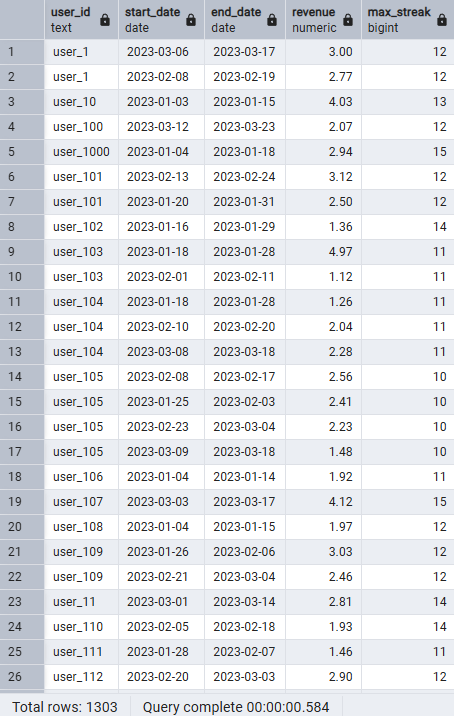 user_id start_date end_date revenue max_streak
text date date numeric bigint
1 user_1 2023-03-06 2023-03-17 3.00 12
2 user_1 2023-02-08 2023-02-19 2.77 12
3 user_10 2023-01-03 2023-01-15 4.03 13
4 user_100 2023-03-12 2023-03-23 2.07 12
5 user_1000 2023-01-04 2023-01-18 2.94 15
6 user_101 2023-02-13 2023-02-24 3.12 12
7 user_101 2023-01-20 2023-01-31 2.50 12
8 user_102 2023-01-16 2023-01-29 1.36 14
9 user_103 2023-01-18 2023-01-28 4.97 11
10 user_103 2023-02-01 2023-02-11 1.12 11
11 user_104 2023-01-18 2023-01-28 1.26 11
12 user_104 2023-02-10 2023-02-20 2.04 11
13 user_104 2023-03-08 2023-03-18 2.28 11
14 user_105 2023-02-08 2023-02-17 2.56 10
15 user_105 2023-01-25 2023-02-03 2.41 10
16 user_105 2023-02-23 2023-03-04 2.23 10
17 user_105 2023-03-09 2023-03-18 1.48 10
18 user_106 2023-01-04 2023-01-14 1.92 11
19 user_107 2023-03-03 2023-03-17 4.12 15
20 user_108 2023-01-04 2023-01-15 1.97 12
21 user_109 2023-01-26 2023-02-06 3.03 12
22 user_109 2023-02-21 2023-03-04 2.46 12
23 user_11 2023-03-01 2023-03-14 2.81 14
24 user_110 2023-02-05 2023-02-18 1.93 14
25 user_111 2023-01-28 2023-02-07 1.46 11
26 user_112 2023-02-20 2023-03-03 2.90 12
Total rows: 1303 Query complete 00:00:00.584